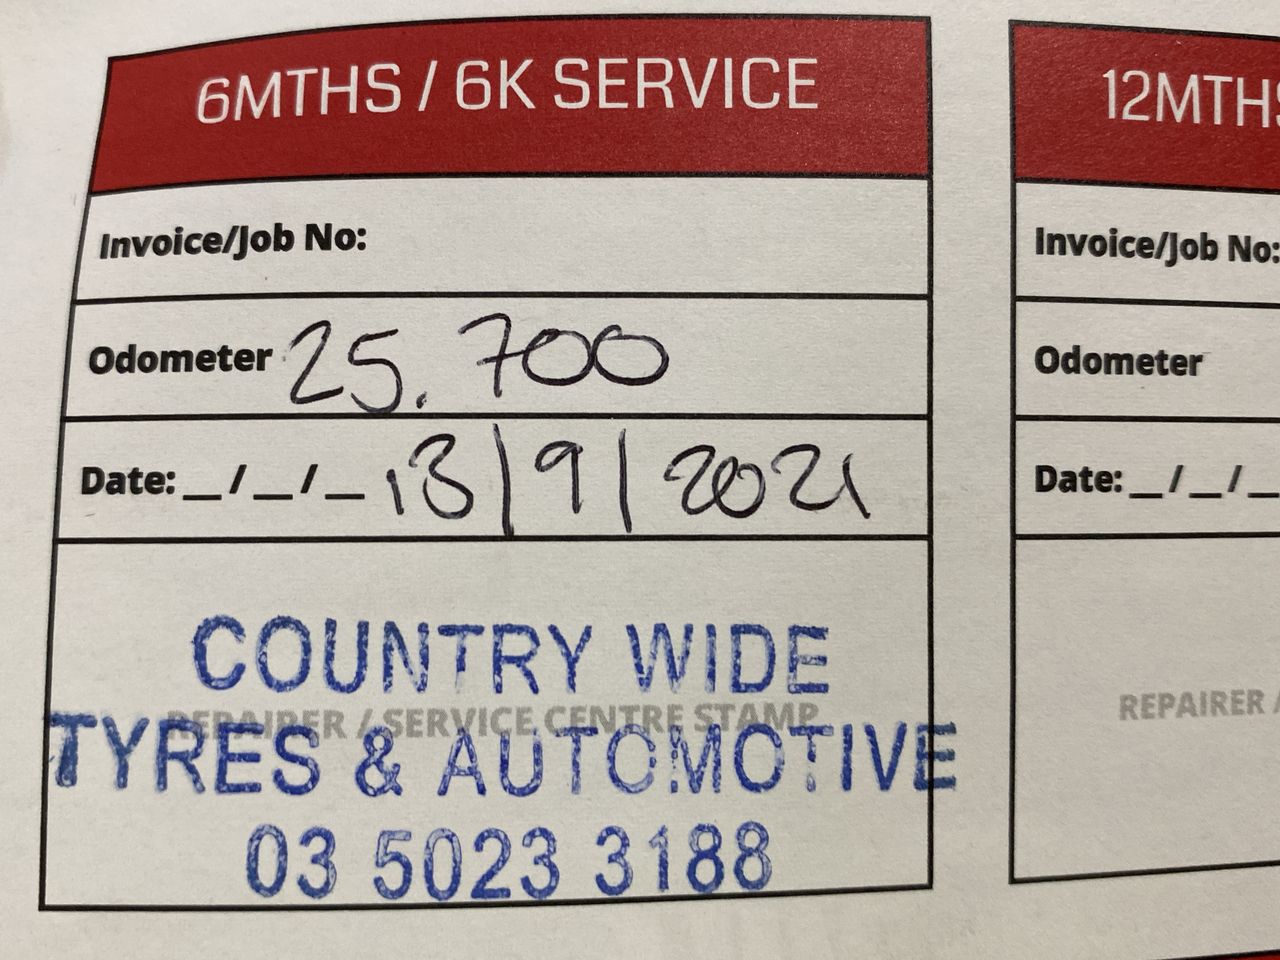 6MTHS / 6K SERVICE
Invoice/Job No:
Odometer 25.700
Date: _ / _ / _ 13/9/2021
REPAIRER / SERVICE CENTRE STAMP
COUNTRY WIDE
TYRES & AUTOMOTIVE
03 5023 3188
12MTHS
Invoice/Job No:
Odometer
Date: _ / _ / _
REPAIRER /